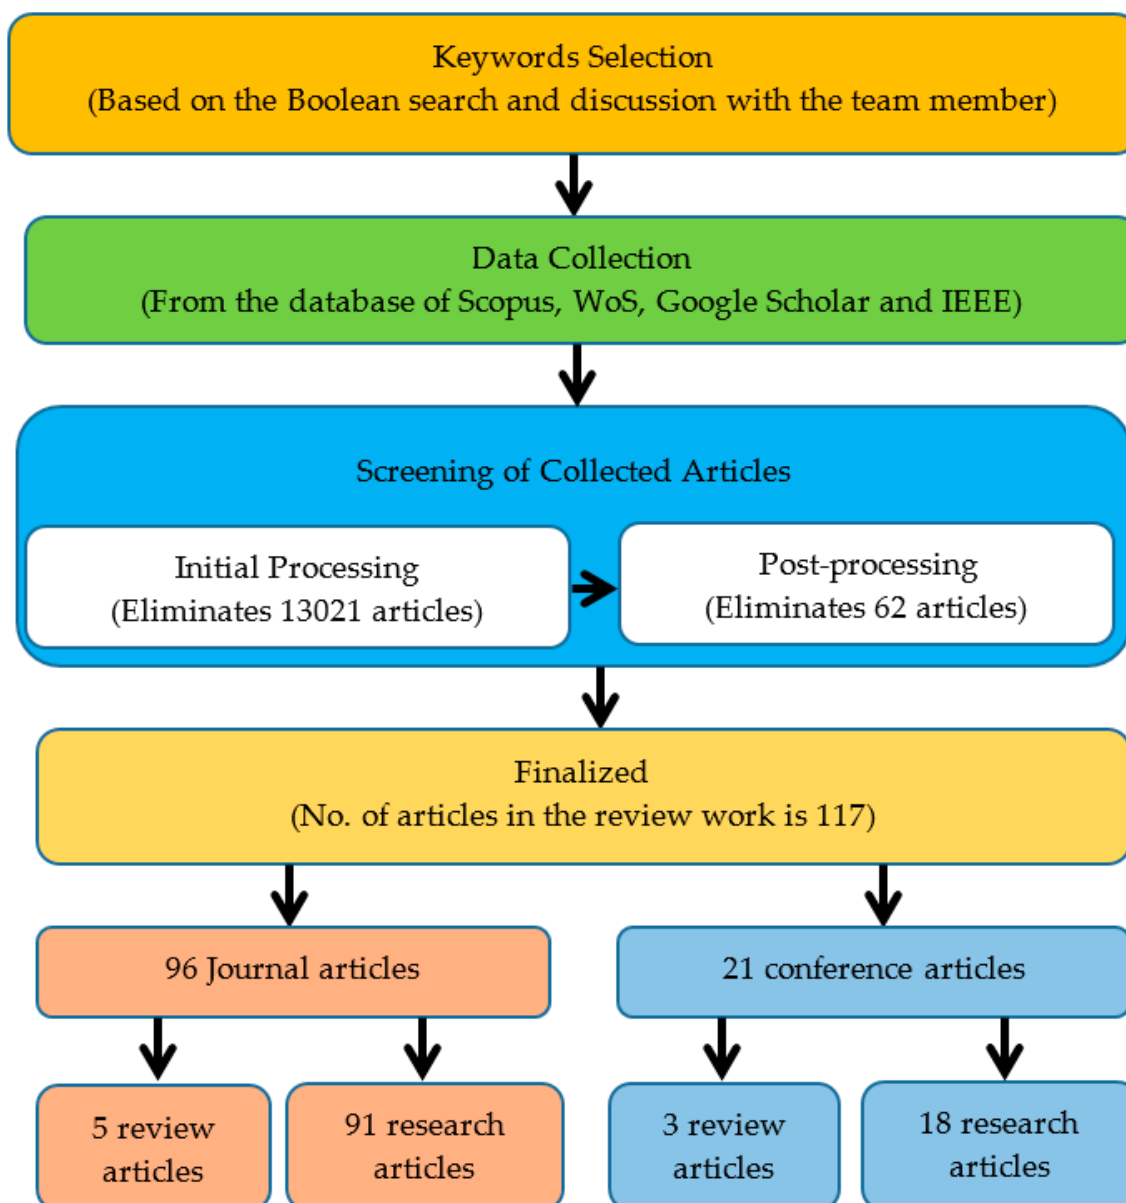 Keywords Selection
(Based on the Boolean search and discussion with the team member)
Data Collection
(From the database of Scopus, WoS, Google Scholar and IEEE)
Screening of Collected Articles
Initial Processing
(Eliminates 13021 articles)
Post-processing
(Eliminates 62 articles)
Finalized
(No. of articles in the review work is 117)
96 Journal articles
21 conference articles
5 review
articles
91 research
articles
3 review
articles
18 research
articles